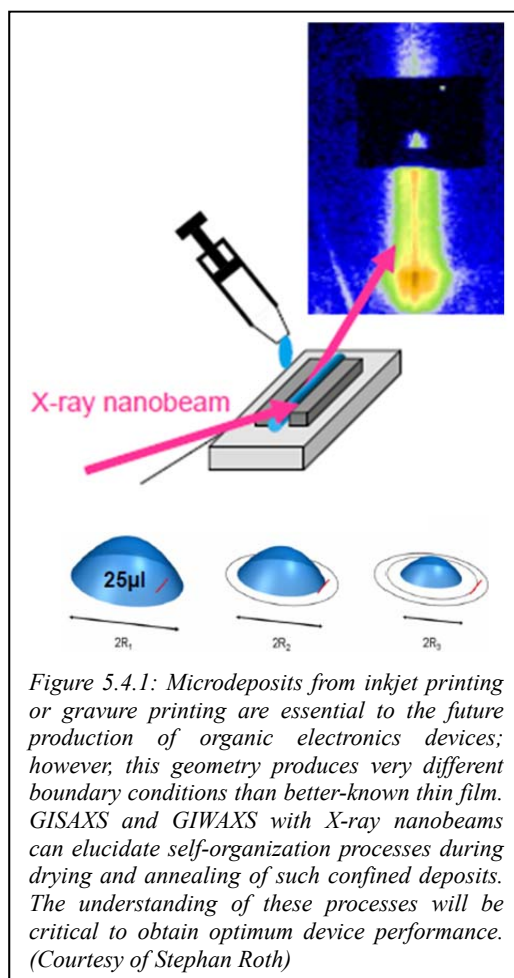 X-ray nanobeam
25µl
2R₁
2R₂
2R₃
Figure 5.4.1: Microdeposits from inkjet printing
or gravure printing are essential to the future
production of organic electronics devices;
however, this geometry produces very different
boundary conditions than better-known thin film.
GISAXS and GIWAXS with X-ray nanobeams
can elucidate self-organization processes during
drying and annealing of such confined deposits.
The understanding of these processes will be
critical to obtain optimum device performance.
(Courtesy of Stephan Roth)